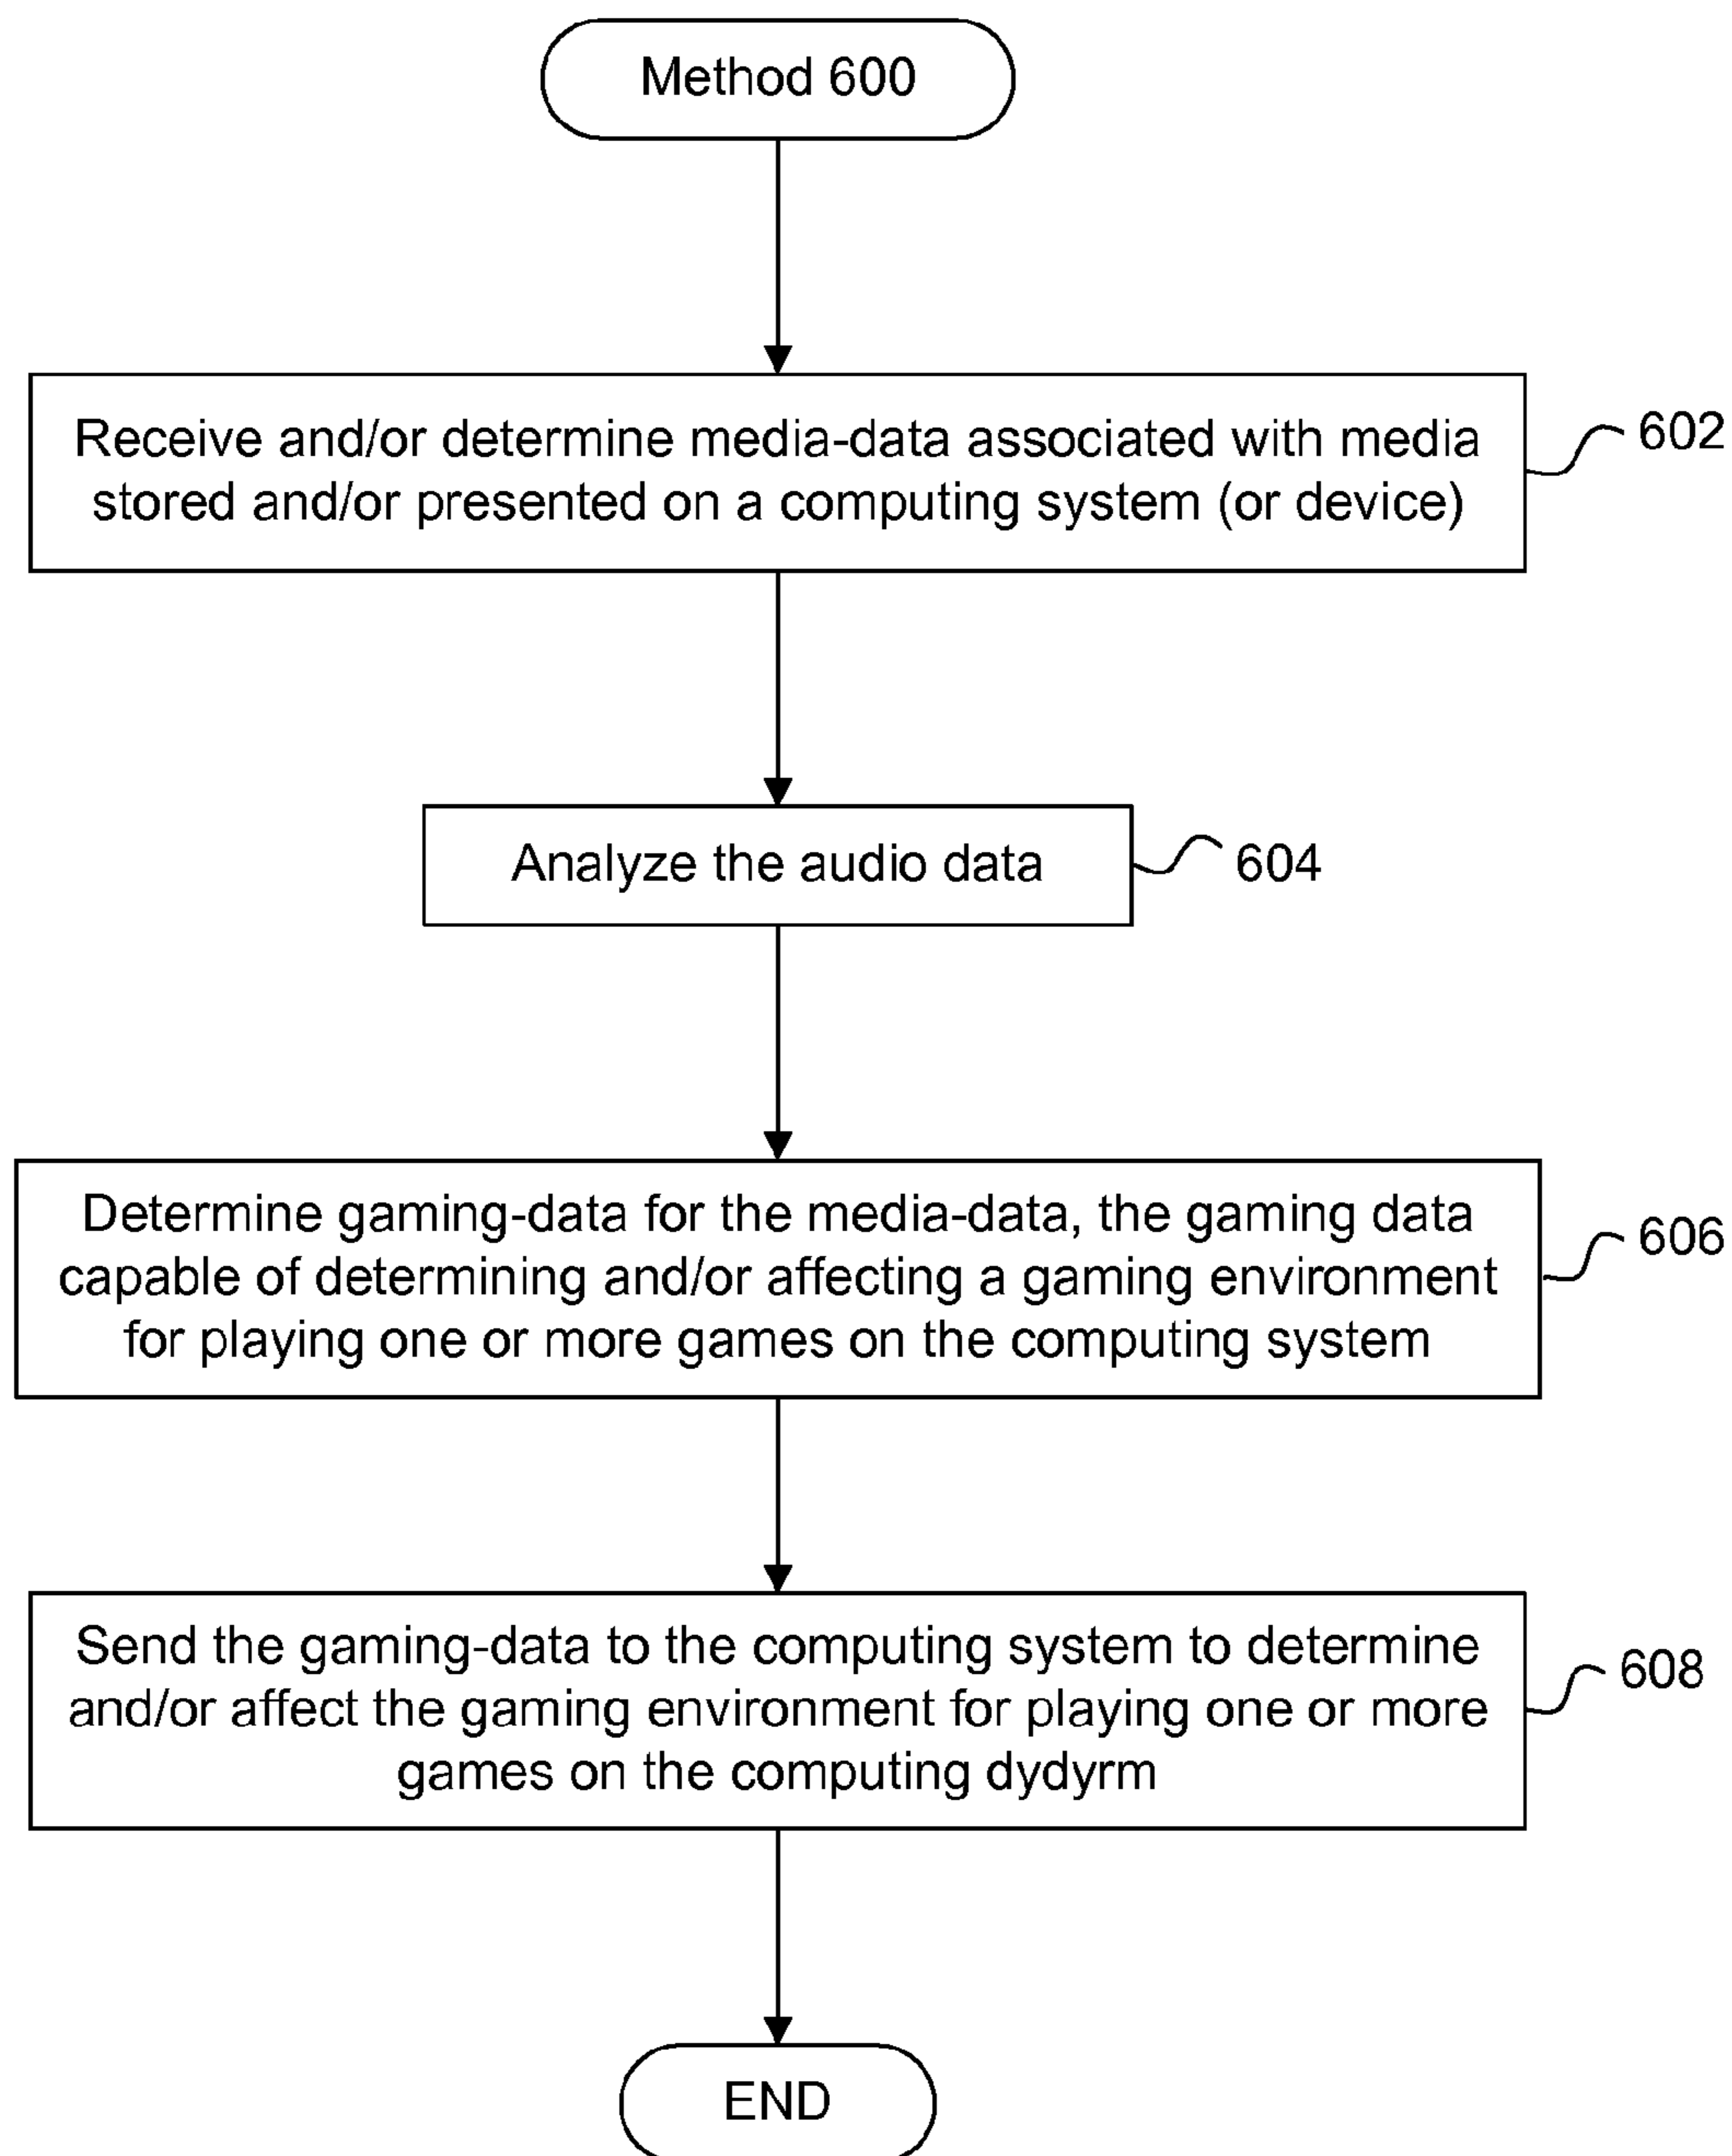 Method 600
Receive and/or determine media-data associated with media
stored and/or presented on a computing system (or device)
602
Analyze the audio data
604
Determine gaming-data for the media-data, the gaming data
capable of determining and/or affecting a gaming environment
for playing one or more games on the computing system
606
Send the gaming-data to the computing system to determine
and/or affect the gaming environment for playing one or more
games on the computing dydyrm
608
END